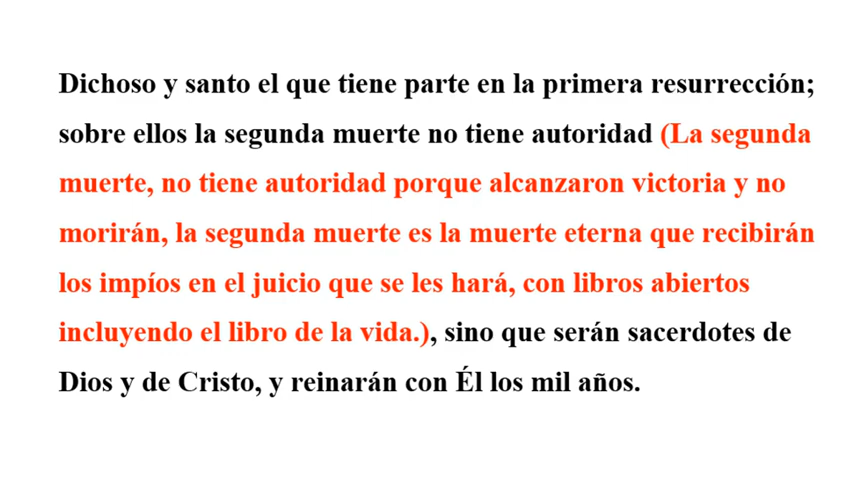 Dichoso y santo el que tiene parte en la primera resurrección;
sobre ellos la segunda muerte no tiene autoridad (La segunda
muerte, no tiene autoridad porque alcanzaron victoria y no
morirán, la segunda muerte es la muerte eterna que recibirán
los impíos en el juicio que se les hará, con libros abiertos
incluyendo el libro de la vida.), sino que serán sacerdotes de
Dios y de Cristo, y reinarán con Él los mil años.